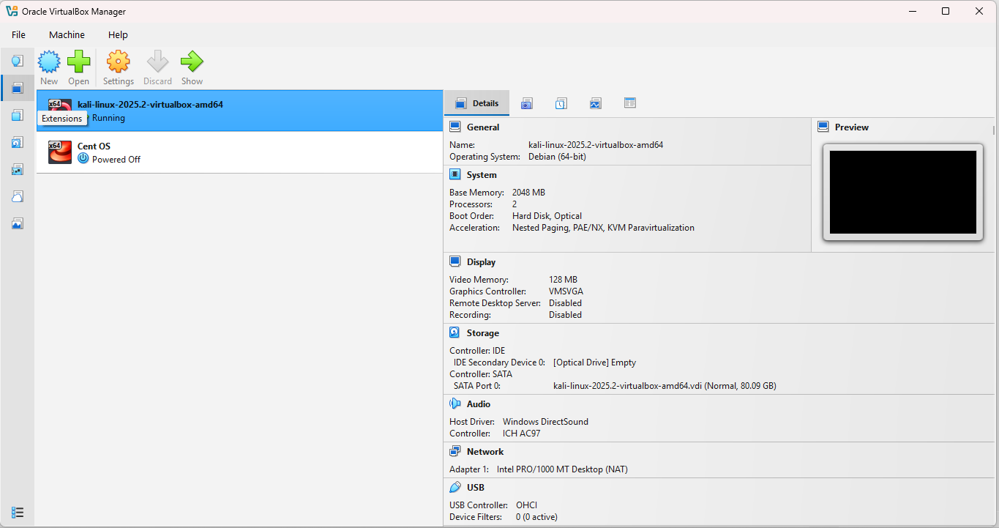 Oracle VirtualBox Manager
File Machine Help
New Open Settings Discard Show
x64 kali-linux-2025.2-virtualbox-amd64
Extensions Running
x64 Cent OS
Powered Off
Details
General
Name: kali-linux-2025.2-virtualbox-amd64
Operating System: Debian (64-bit)
Preview
System
Base Memory: 2048 MB
Processors: 2
Boot Order: Hard Disk, Optical
Acceleration: Nested Paging, PAE/NX, KVM Paravirtualization
Display
Video Memory: 128 MB
Graphics Controller: VMSVGA
Remote Desktop Server: Disabled
Recording: Disabled
Storage
Controller: IDE
IDE Secondary Device 0: [Optical Drive] Empty
Controller: SATA
SATA Port 0: kali-linux-2025.2-virtualbox-amd64.vdi (Normal, 80.09 GB)
Audio
Host Driver: Windows DirectSound
Controller: ICH AC97
Network
Adapter 1: Intel PRO/1000 MT Desktop (NAT)
USB
USB Controller: OHCI
Device Filters: 0 (0 active)